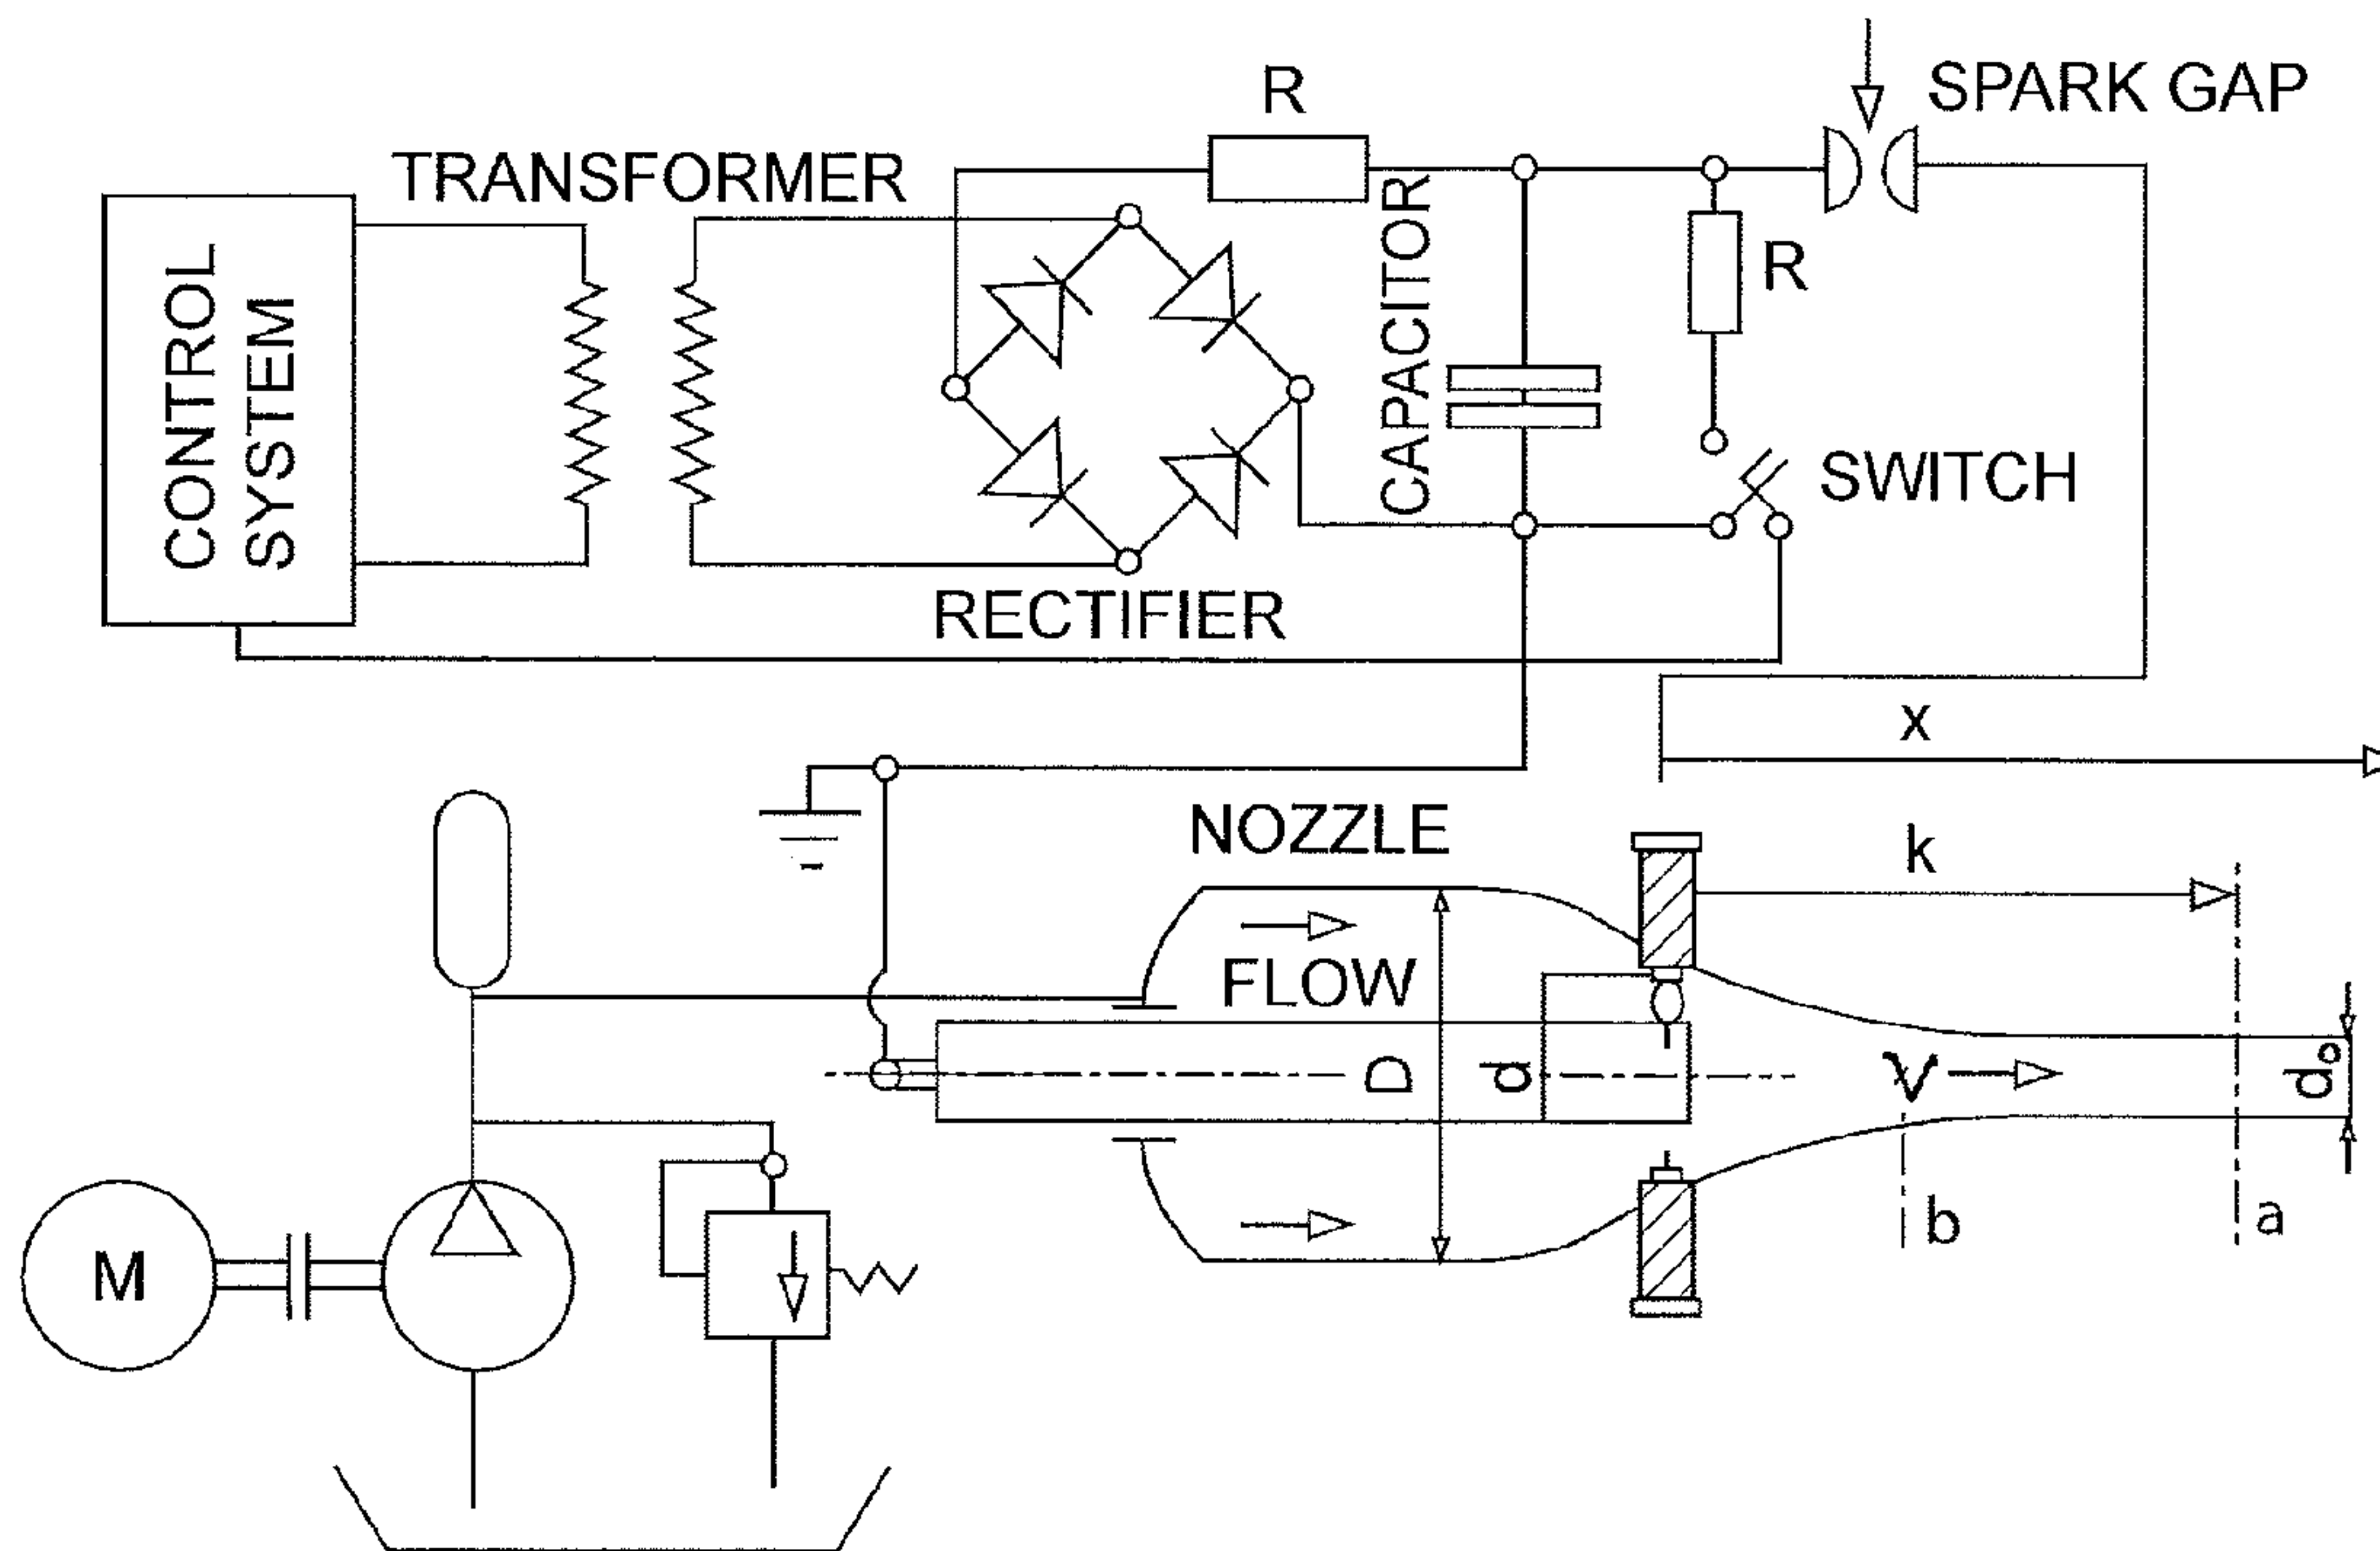 R
SPARK GAP
TRANSFORMER
CONTROL
SYSTEM
CAPACITOR
R
SWITCH
RECTIFIER
x
NOZZLE
k
FLOW
D
d
V
d₀
b
a
M